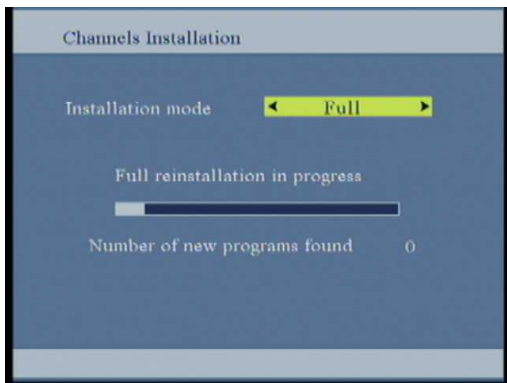 Channels Installation
Installation mode Full
Full reinstallation in progress
Number of new programs found 0